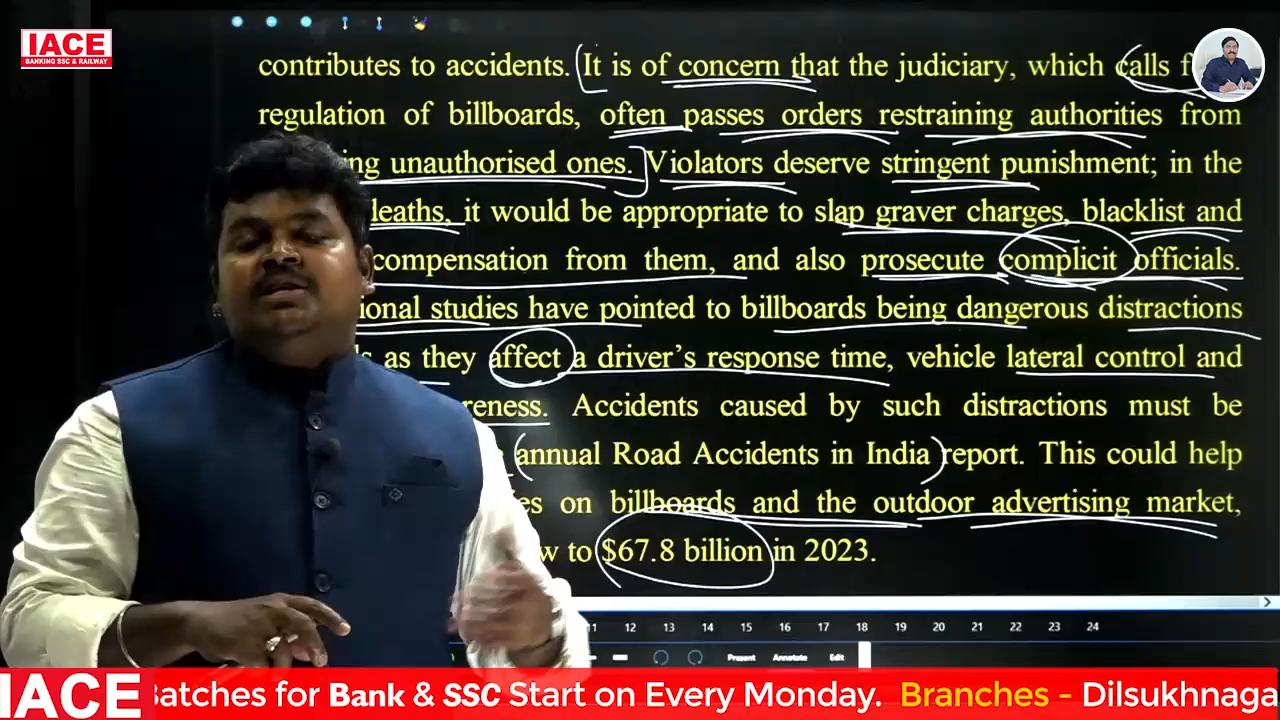 IACE
BANKING SSC & RAILWAY
contributes to accidents. It is of concern that the judiciary, which calls
regulation of billboards, often passes orders restraining authorities from
unauthorised ones. Violators deserve stringent punishment; in the
it would be appropriate to slap graver charges, blacklist and
compensation from them, and also prosecute complicit officials.
studies have pointed to billboards being dangerous distractions
as they affect a driver's response time, vehicle lateral control and
Accidents caused by such distractions must be
annual Road Accidents in India report. This could help
on billboards and the outdoor advertising market,
to $67.8 billion in 2023.
11 12 13 14 15 16 17 18 19 20 21 22 23 24
Present Annotate Edit
IACE Batches for Bank & SSC Start on Every Monday. Branches - Dilsukhnaga